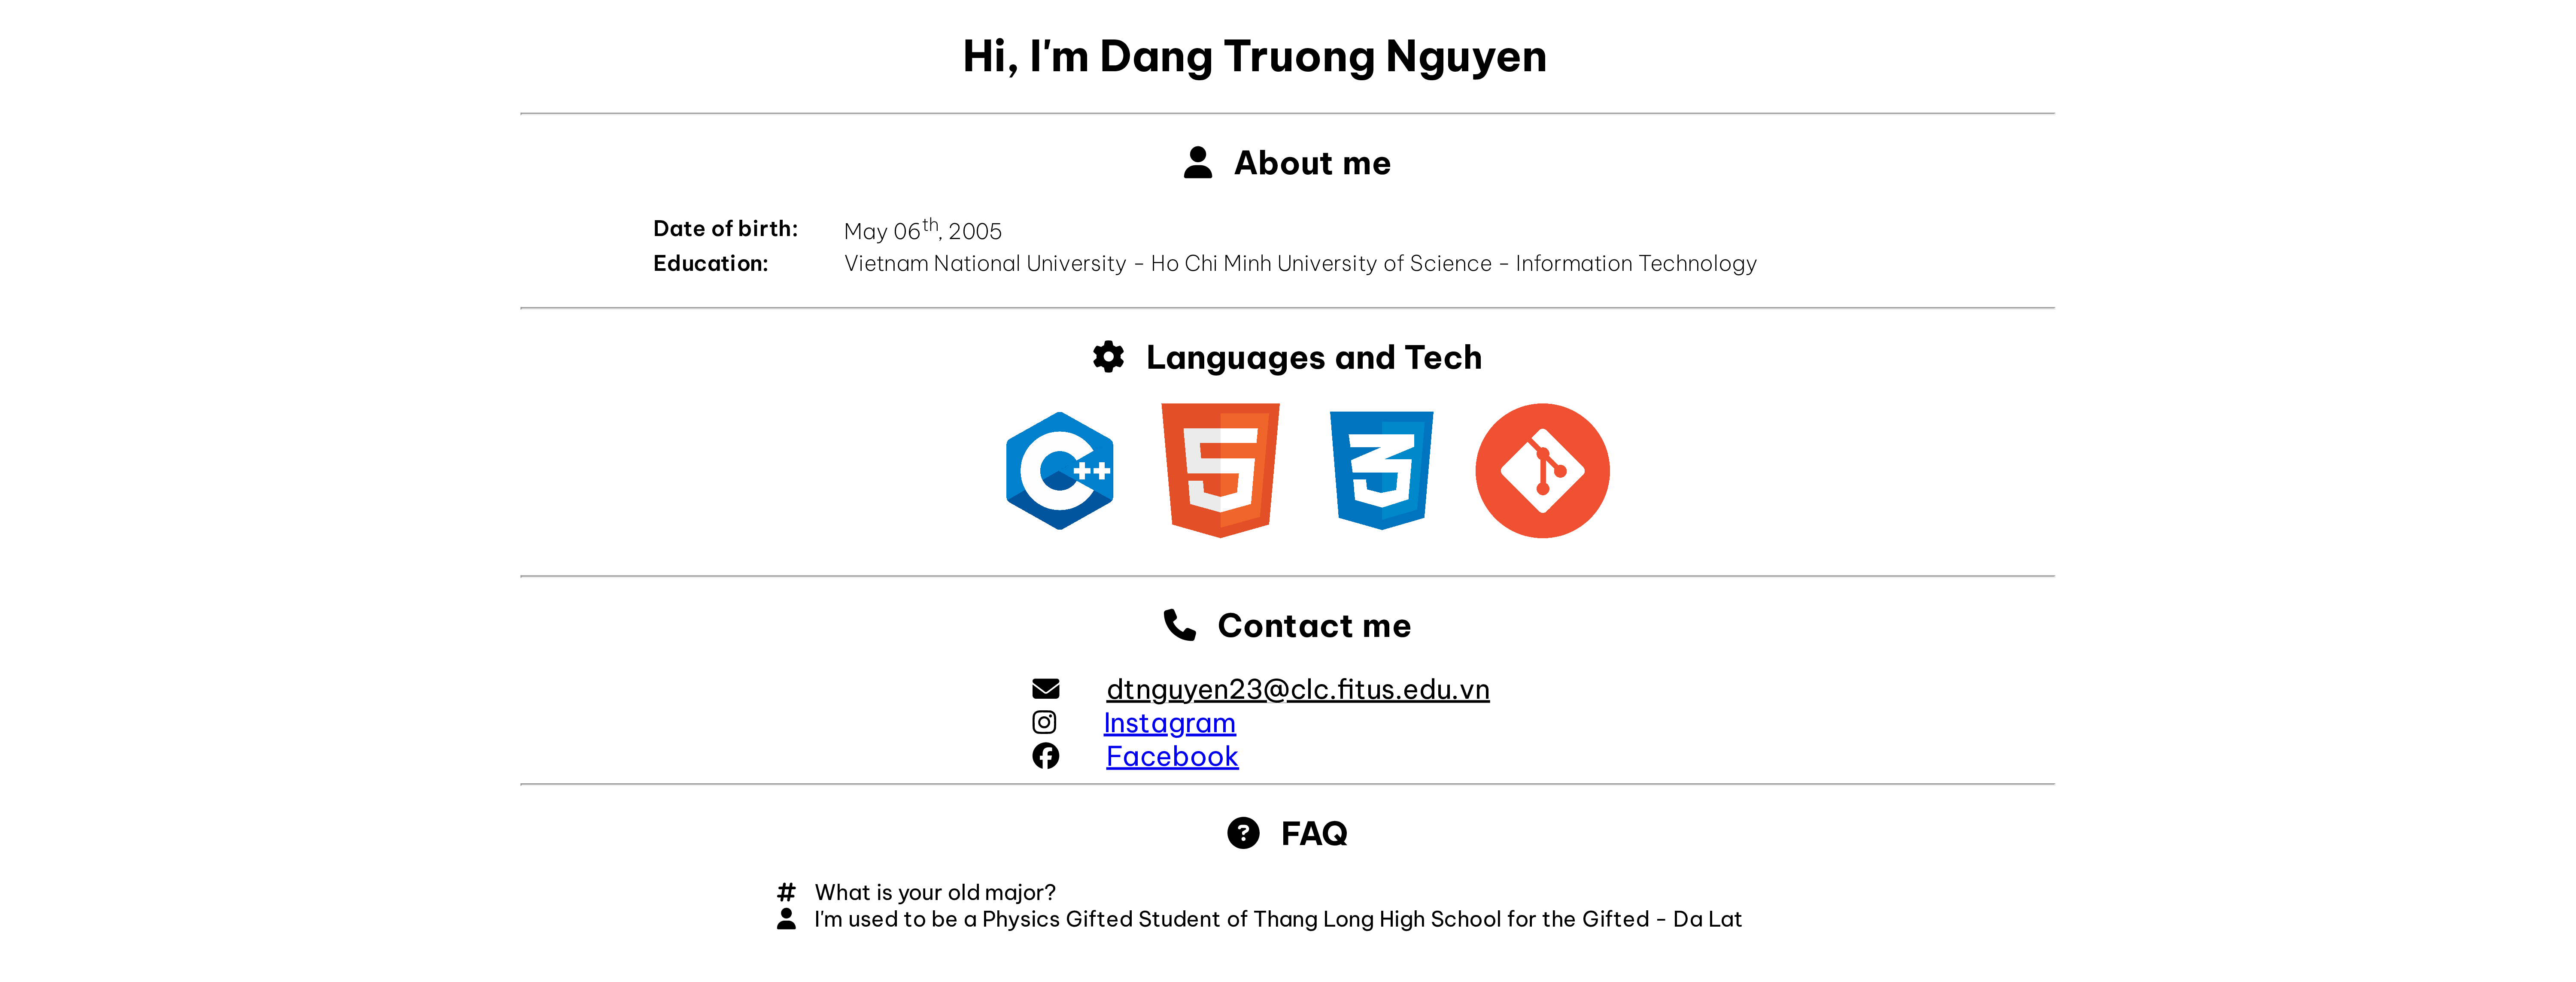 Hi, I'm Dang Truong Nguyen
About me
Date of birth: May 06th, 2005
Education: Vietnam National University - Ho Chi Minh University of Science - Information Technology
Languages and Tech
C++ 5 3
Contact me
dtnguyen23@clc.fitus.edu.vn
Instagram
Facebook
? FAQ
# What is your old major?
I'm used to be a Physics Gifted Student of Thang Long High School for the Gifted - Da Lat